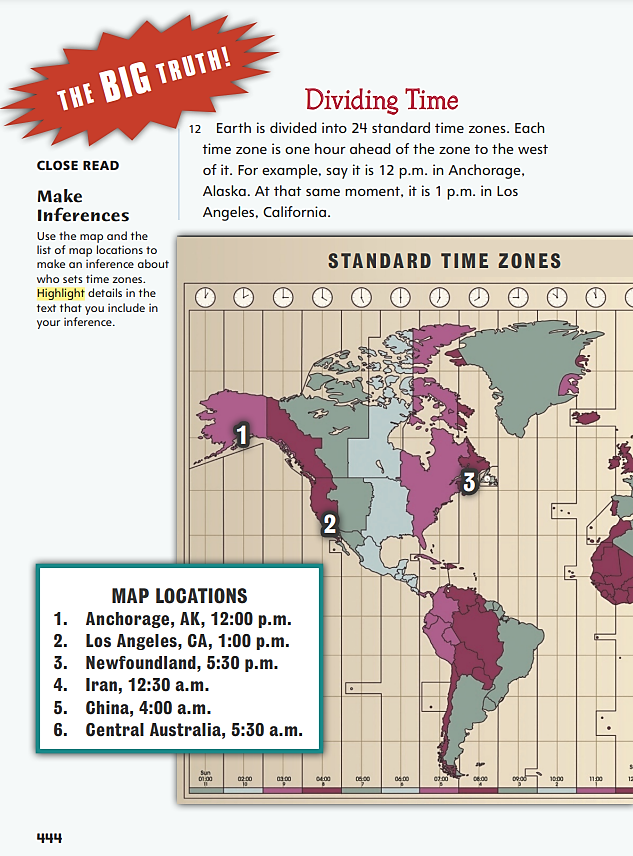 THE BIG TRUTH!
Dividing Time
12 Earth is divided into 24 standard time zones. Each
time zone is one hour ahead of the zone to the west
of it. For example, say it is 12 p.m. in Anchorage,
Alaska. At that same moment, it is 1 p.m. in Los
Angeles, California.
CLOSE READ
Make
Inferences
Use the map and the
list of map locations to
make an inference about
who sets time zones.
Highlight details in the
text that you include in
your inference.
STANDARD TIME ZONES
1
2
3
MAP LOCATIONS
1. Anchorage, AK, 12:00 p.m.
2. Los Angeles, CA, 1:00 p.m.
3. Newfoundland, 5:30 p.m.
4. Iran, 12:30 a.m.
5. China, 4:00 a.m.
6. Central Australia, 5:30 a.m.
Sun
01:00 02:00 03:00 04:00 05:00 06:00 07:00 08:00 09:00 10:00 11:00
444